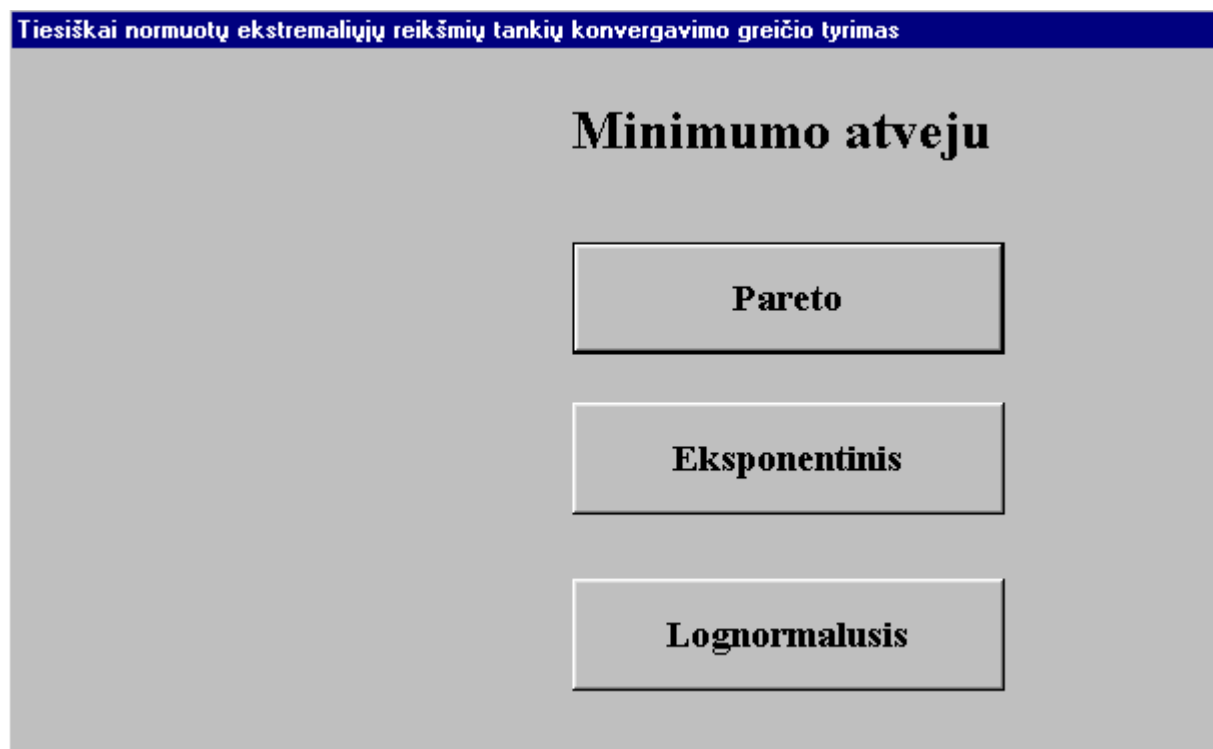 Tiesiškai normuotų ekstremaliųjų reikšmių tankių konvergavimo greičio tyrimas
Minimumo atveju
Pareto
Eksponentinis
Lognormalusis